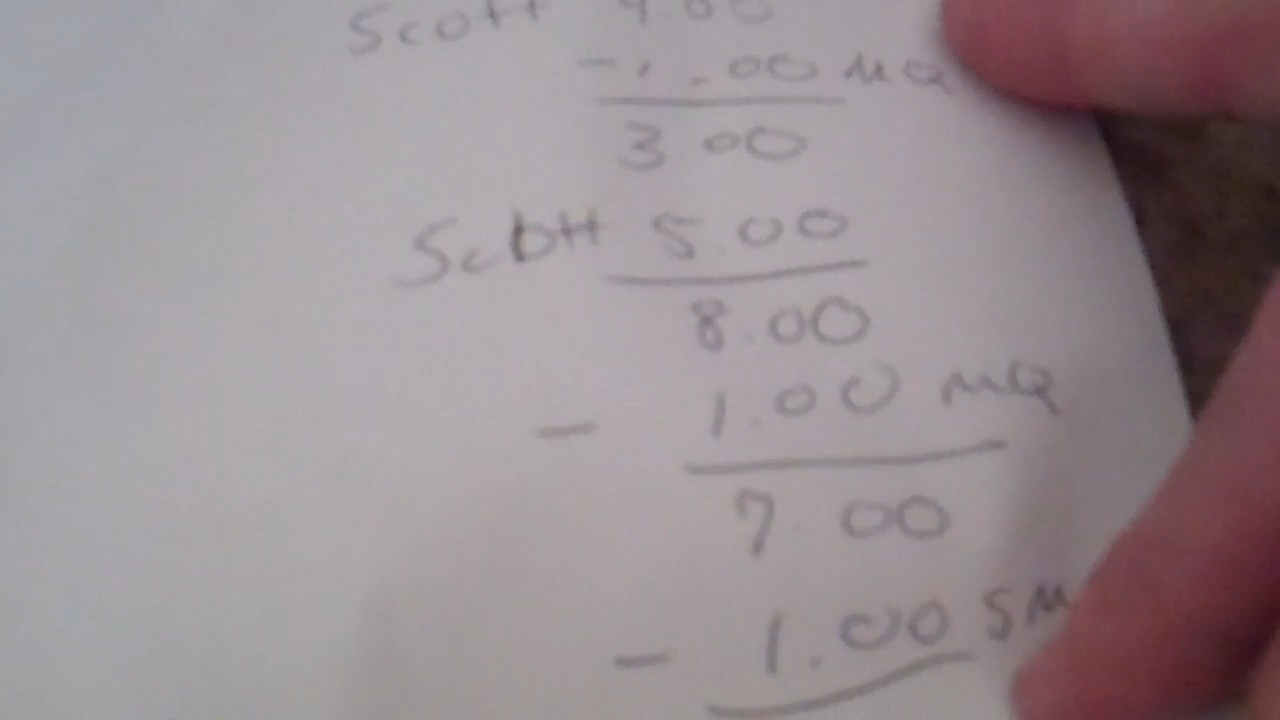 Scott 4.00
- 1.00 MQ
3.00
Scott 5.00
8.00
- 1.00 MQ
7.00
- 1.00 SM